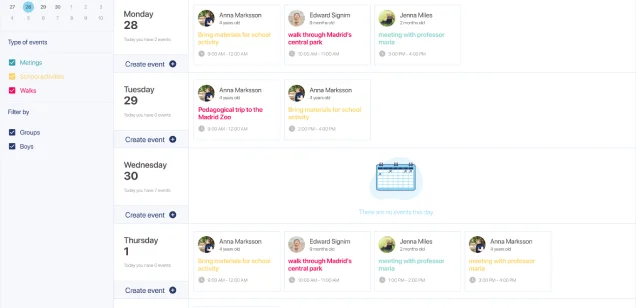 27 28 29 30 1 2 3
4 5 6 7 8 9 10
Type of events
Metings
School activities
Walks
Filter by
Groups
Boys
Monday
28
Today you have 2 events
Create event
Anna Marksson
4 years old
Bring materials for school
activity
9:00 AM - 12:00 AM
Edward Signim
9 months old
walk through Madrid's
central park
10:00 AM - 11:00 AM
Jenna Miles
2 months old
meeting with professor
maria
3:00 PM - 4:00 PM
Tuesday
29
Today you have 0 events
Create event
Anna Marksson
4 years old
Pedagogical trip to the
Madrid Zoo
9:00 AM - 12:00 AM
Anna Marksson
4 years old
Bring materials for school
activity
2:00 PM - 4:00 PM
Wednesday
30
Today you have events
Create event
There are no events this day
Thursday
1
Today you have 0 events
Create event
Anna Marksson
4 years old
Bring materials for school
activity
9:00 AM - 12:00 AM
Edward Signim
9 months old
walk through Madrid's
central park
10:00 AM - 11:00 AM
Jenna Miles
2 months old
meeting with professor
maria
1:00 PM - 2:00 PM
Anna Marksson
4 years old
meeting with professor
maria
3:00 PM - 4:00 PM